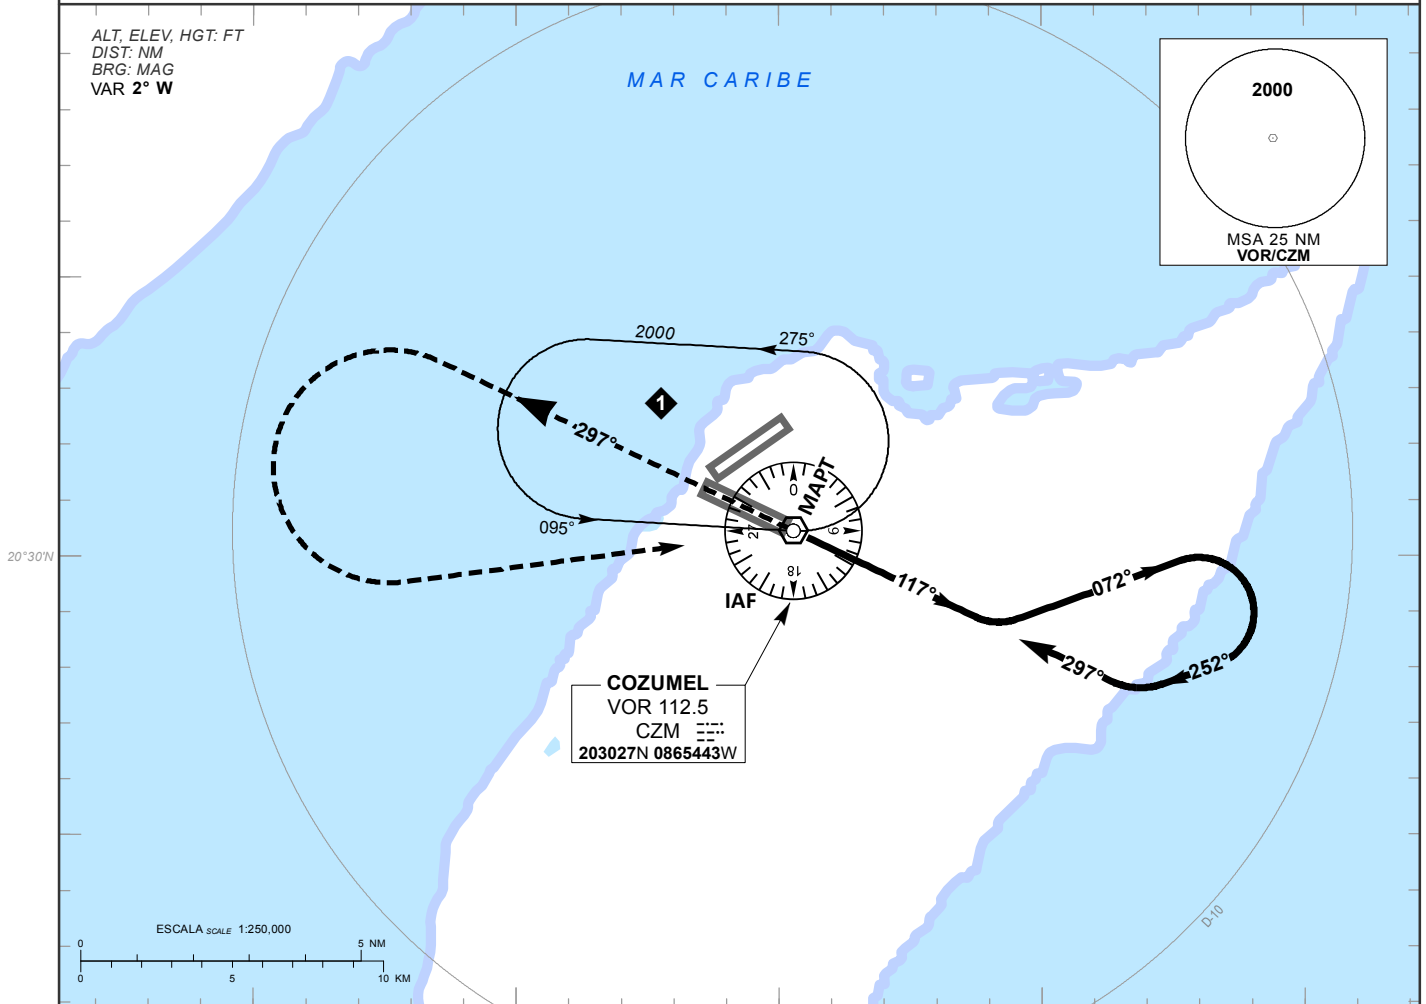 ALT, ELEV, HGT: FT
DIST: NM
BRG: MAG
VAR 2° W
MAR CARIBE
2000
MSA 25 NM
VOR/CZM
2000
275°
1
297°
095°
MAPT
0
9
18
27
IAF
117°
072°
252°
297°
20°30'N
COZUMEL
VOR 112.5
CZM
203027N 0865443W
D-10
ESCALA SCALE 1:250,000
0 5 NM
0 5 10 KM